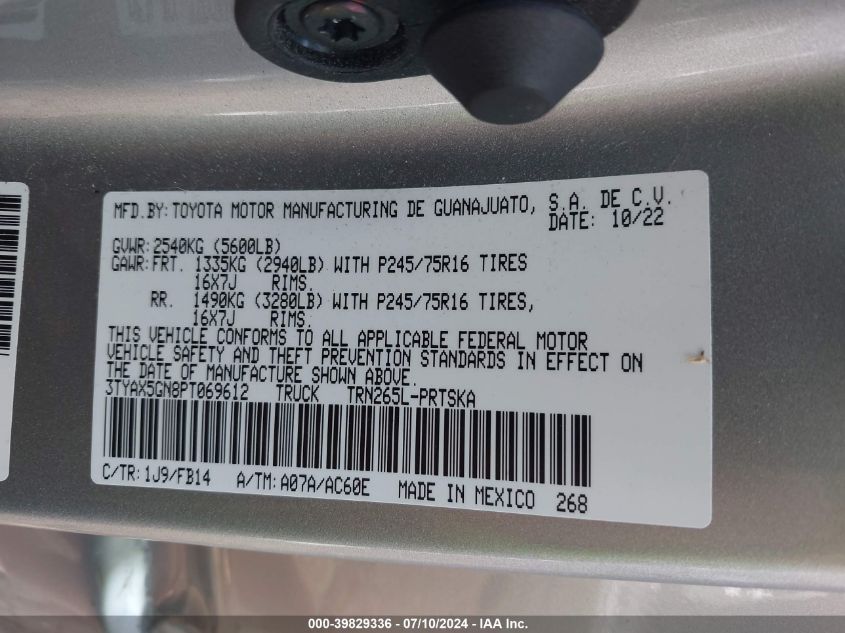 MFD.BY:TOYOTA MOTOR MANUFACTURING DE GUANAJUATO, S.A. DE C.V.
DATE: 10/22
GVWR:2540KG (5600LB)
GAWR:FRT. 1335KG (2940LB) WITH P245/75R16 TIRES
16X7J RIMS.
RR. 1490KG (3280LB) WITH P245/75R16 TIRES,
16X7J RIMS.
THIS VEHICLE CONFORMS TO ALL APPLICABLE FEDERAL MOTOR
VEHICLE SAFETY AND THEFT PREVENTION STANDARDS IN EFFECT ON
THE DATE OF MANUFACTURE SHOWN ABOVE.
3TYAX5GN8PT069612 TRUCK TRN265L-PRTSKA
C/TR:1J9/FB14 A/TM:A07A/AC60E MADE IN MEXICO 268
000-39829336 - 07/10/2024 - IAA Inc.